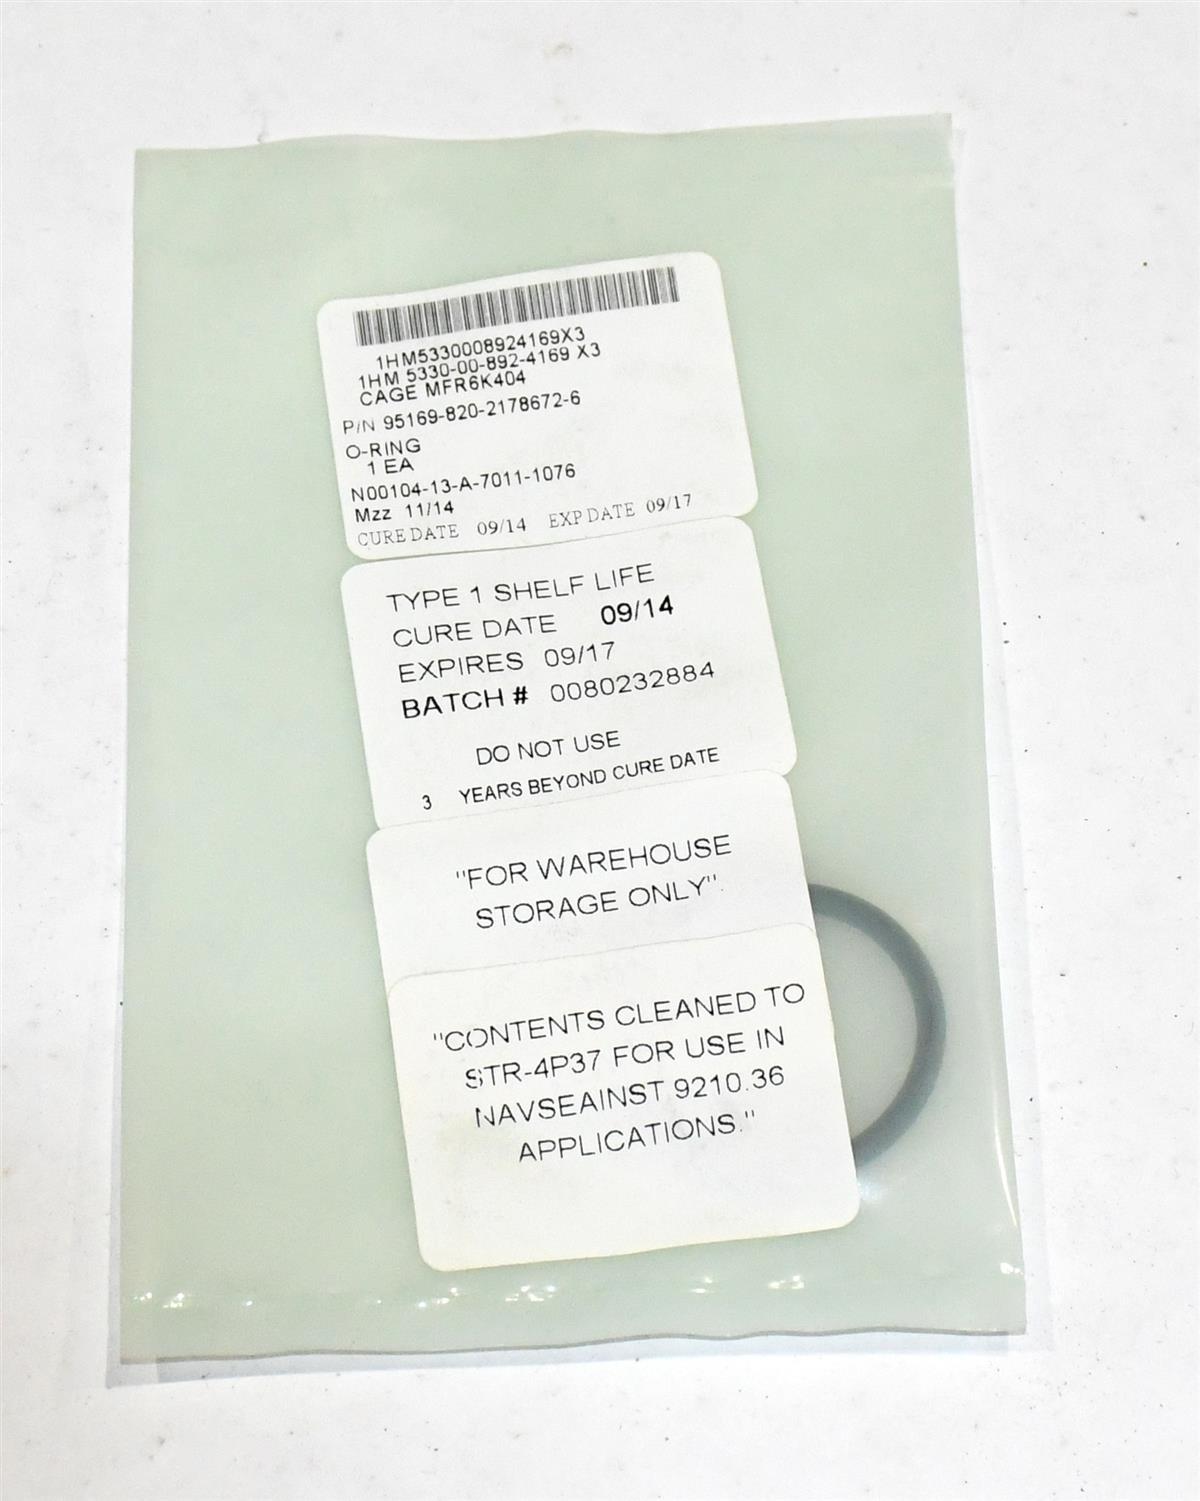 1HM5330008924169X3
1HM 5330-00-892-4169 X3
CAGE MFR6K404
P/N 95169-820-2178672-6
O-RING
1 EA
N00104-13-A-7011-1076
Mzz 11/14
CURE DATE 09/14 EXP DATE 09/17
TYPE 1 SHELF LIFE
CURE DATE 09/14
EXPIRES 09/17
BATCH # 0080232884
DO NOT USE
3 YEARS BEYOND CURE DATE
"FOR WAREHOUSE
STORAGE ONLY".
"CONTENTS CLEANED TO
STR-4P37 FOR USE IN
NAVSEAINST 9210.36
APPLICATIONS."